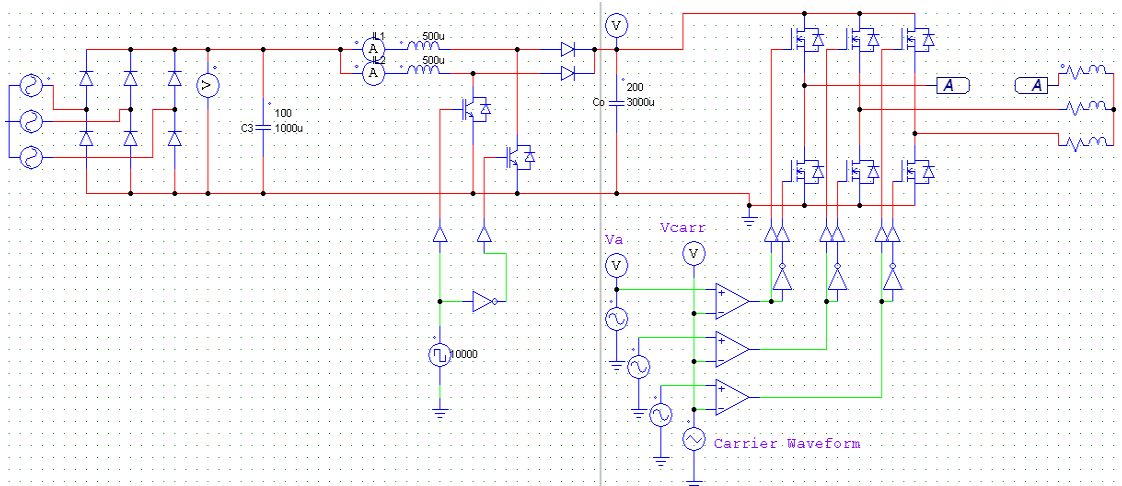 IL1
500u
V
A
IL2
500u
A
V
A
A
200
Co
3000u
100
C3
1000u
Va
Vcarr
V
V
10000
Carrier Waveform